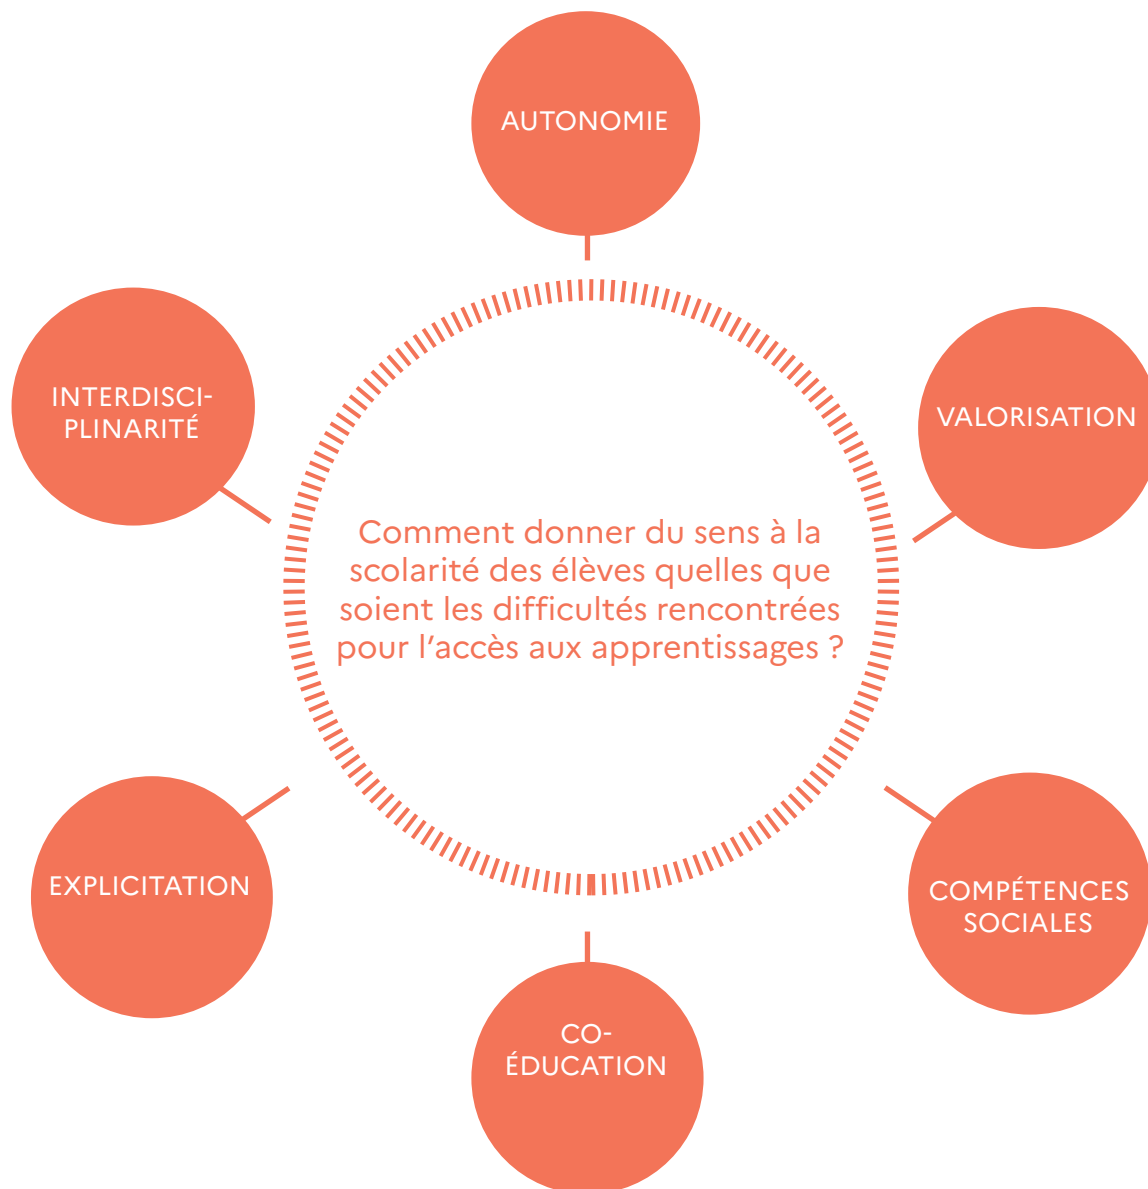 AUTONOMIE
INTERDISCI-
PLINARITÉ
VALORISATION
Comment donner du sens à la
scolarité des élèves quelles que
soient les difficultés rencontrées
pour l’accès aux apprentissages ?
EXPLICITATION
COMPÉTENCES
SOCIALES
CO-
ÉDUCATION